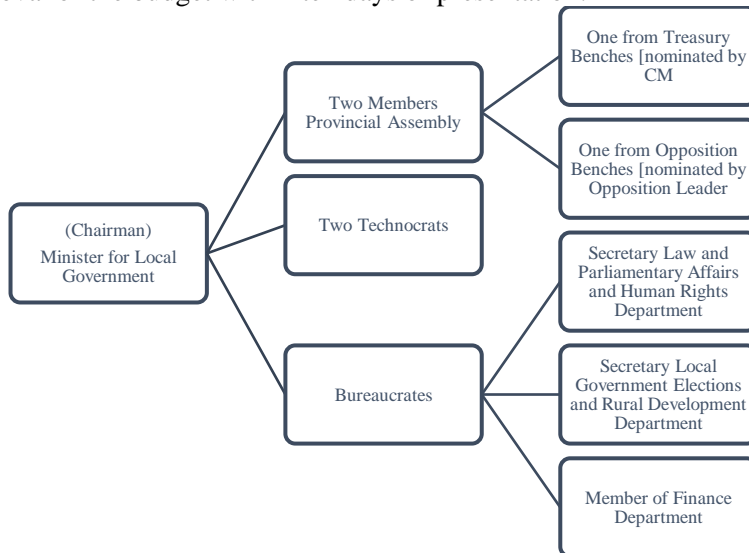 One from Treasury
Benches [nominated by
CM
Two Members
Provincial Assembly
One from Opposition
Benches [nominated by
Opposition Leader
Two Technocrats
(Chairman)
Minister for Local
Government
Secretary Law and
Parliamentary Affairs
and Human Rights
Department
Bureaucrates
Secretary Local
Government Elections
and Rural Development
Department
Member of Finance
Department